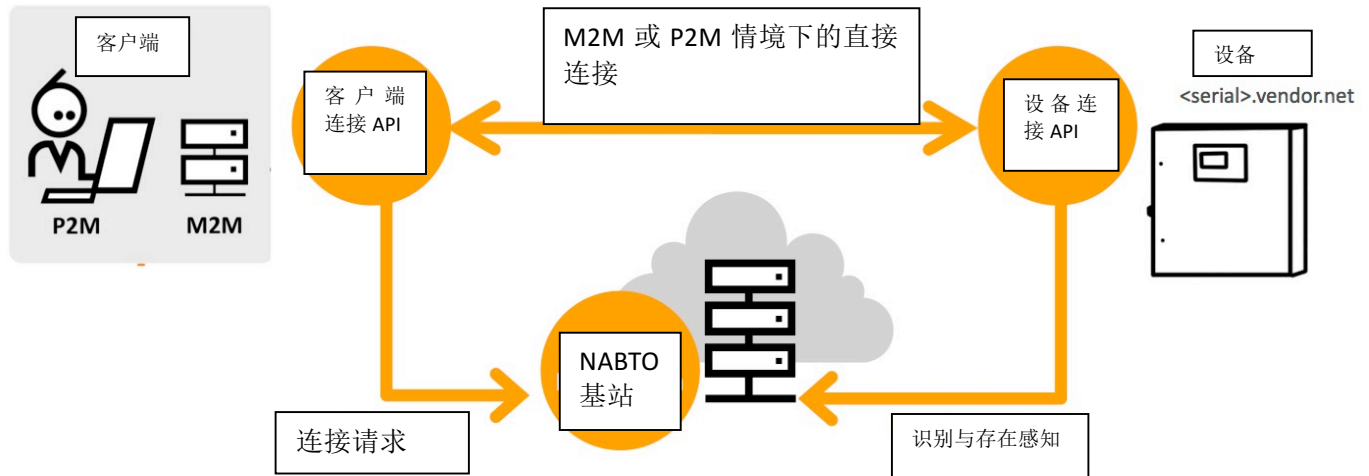 客户端
P2M
M2M
客户端
连接 API
M2M 或 P2M 情境下的直接
连接
设备连
接 API
设备
<serial>.vendor.net
NABTO
基站
连接请求
识别与存在感知